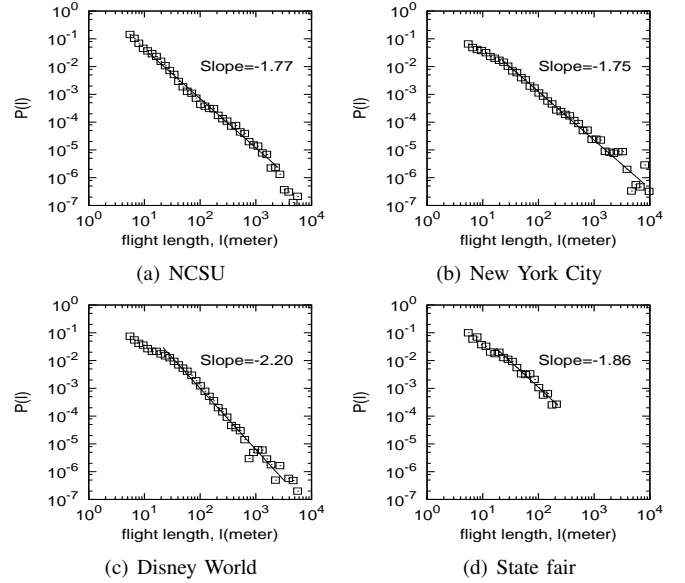 10^0
10^-1
10^-2
10^-3
10^-4
10^-5
10^-6
10^-7
P(l)
Slope=-1.77
10^0 10^1 10^2 10^3 10^4
flight length, l(meter)
(a) NCSU
10^0
10^-1
10^-2
10^-3
10^-4
10^-5
10^-6
10^-7
P(l)
Slope=-1.75
10^0 10^1 10^2 10^3 10^4
flight length, l(meter)
(b) New York City
10^0
10^-1
10^-2
10^-3
10^-4
10^-5
10^-6
10^-7
P(l)
Slope=-2.20
10^0 10^1 10^2 10^3 10^4
flight length, l(meter)
(c) Disney World
10^0
10^-1
10^-2
10^-3
10^-4
10^-5
10^-6
10^-7
P(l)
Slope=-1.86
10^0 10^1 10^2 10^3 10^4
flight length, l(meter)
(d) State fair